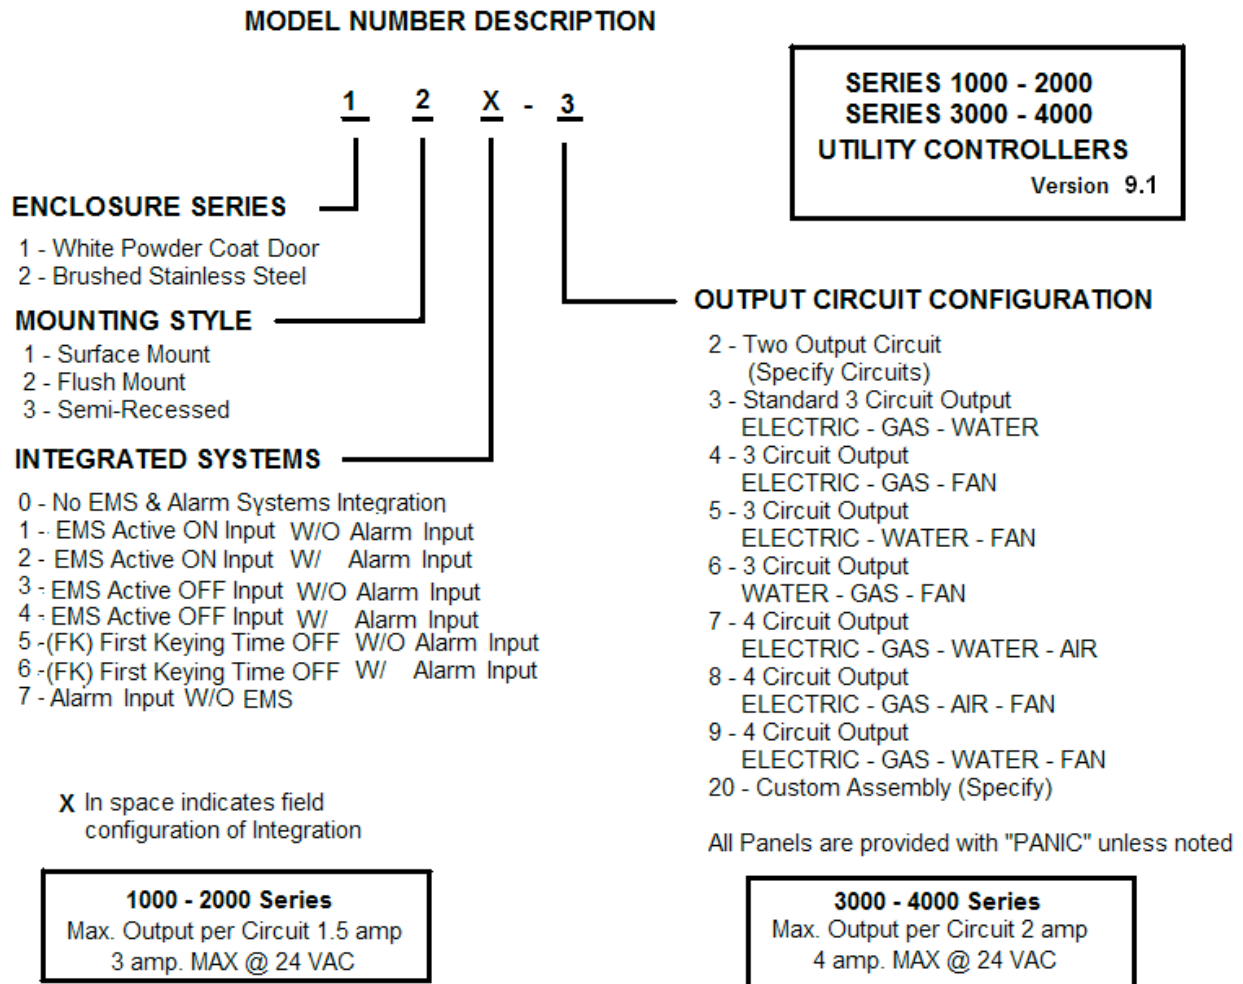 MODEL NUMBER DESCRIPTION
1 2 X - 3
SERIES 1000 - 2000
SERIES 3000 - 4000
UTILITY CONTROLLERS
Version 9.1
ENCLOSURE SERIES
1 - White Powder Coat Door
2 - Brushed Stainless Steel
MOUNTING STYLE
1 - Surface Mount
2 - Flush Mount
3 - Semi-Recessed
INTEGRATED SYSTEMS
0 - No EMS & Alarm Systems Integration
1 - EMS Active ON Input W/O Alarm Input
2 - EMS Active ON Input W/ Alarm Input
3 - EMS Active OFF Input W/O Alarm Input
4 - EMS Active OFF Input W/ Alarm Input
5 -(FK) First Keying Time OFF W/O Alarm Input
6 -(FK) First Keying Time OFF W/ Alarm Input
7 - Alarm Input W/O EMS
X In space indicates field
configuration of Integration
1000 - 2000 Series
Max. Output per Circuit 1.5 amp
3 amp. MAX @ 24 VAC
OUTPUT CIRCUIT CONFIGURATION
2 - Two Output Circuit
(Specify Circuits)
3 - Standard 3 Circuit Output
ELECTRIC - GAS - WATER
4 - 3 Circuit Output
ELECTRIC - GAS - FAN
5 - 3 Circuit Output
ELECTRIC - WATER - FAN
6 - 3 Circuit Output
WATER - GAS - FAN
7 - 4 Circuit Output
ELECTRIC - GAS - WATER - AIR
8 - 4 Circuit Output
ELECTRIC - GAS - AIR - FAN
9 - 4 Circuit Output
ELECTRIC - GAS - WATER - FAN
20 - Custom Assembly (Specify)
All Panels are provided with "PANIC" unless noted
3000 - 4000 Series
Max. Output per Circuit 2 amp
4 amp. MAX @ 24 VAC